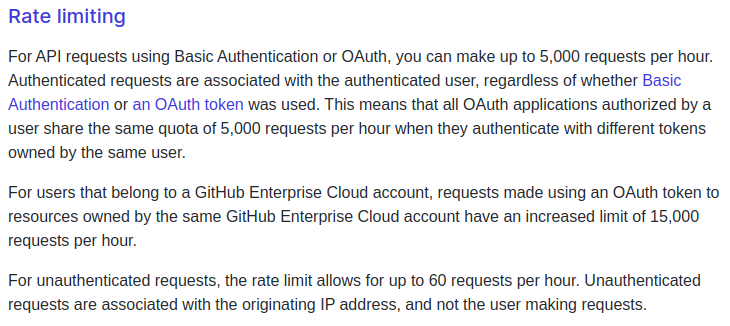 Rate limiting
For API requests using Basic Authentication or OAuth, you can make up to 5,000 requests per hour.
Authenticated requests are associated with the authenticated user, regardless of whether Basic
Authentication or an OAuth token was used. This means that all OAuth applications authorized by a
user share the same quota of 5,000 requests per hour when they authenticate with different tokens
owned by the same user.
For users that belong to a GitHub Enterprise Cloud account, requests made using an OAuth token to
resources owned by the same GitHub Enterprise Cloud account have an increased limit of 15,000
requests per hour.
For unauthenticated requests, the rate limit allows for up to 60 requests per hour. Unauthenticated
requests are associated with the originating IP address, and not the user making requests.